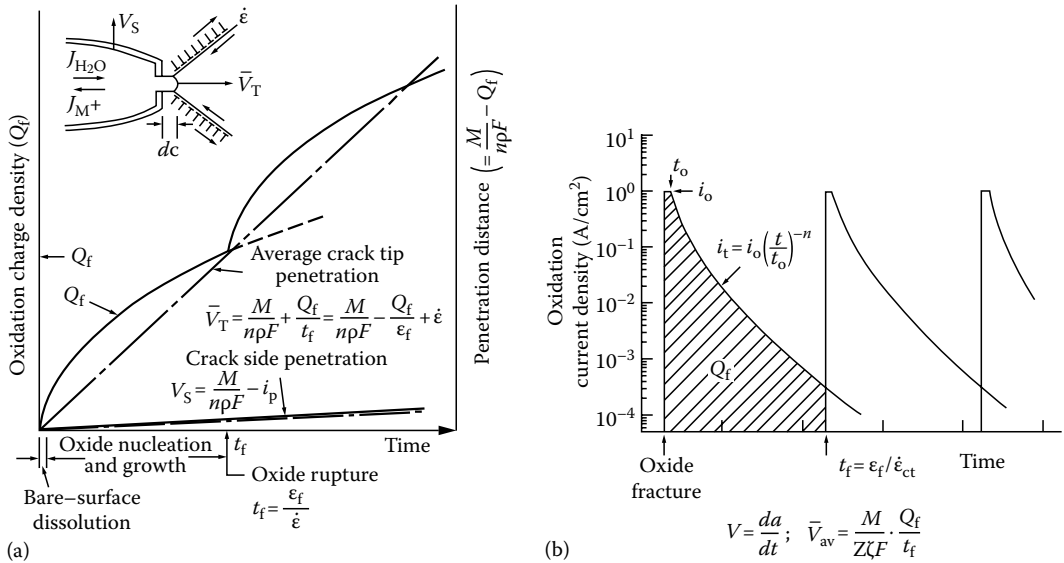 V_S
ε̇
J_H₂O
J_M+
V̄_T
dc
Oxidation charge density (Q_f)
Q_f
Q_f
Average crack tip
penetration
V̄_T = M/nρF + Q_f/t_f = M/nρF − Q_f/ε_f + ε̇
Crack side penetration
V_S = M/nρF − i_p
Oxide nucleation
and growth
t_f
Time
Bare–surface
dissolution
Oxide rupture
t_f = ε_f/ε̇
Penetration distance (= M/nρF − Q_f)
(a)
Oxidation
current density (A/cm²)
10⁰
10⁻¹
10⁻²
10⁻³
10⁻⁴
t_o
i_o
i_t = i_o(t/t_o)⁻ⁿ
Q_f
Oxide
fracture
t_f = ε_f/ε̇_ct
Time
V = da/dt; V̄_av = M/ZζF · Q_f/t_f
(b)